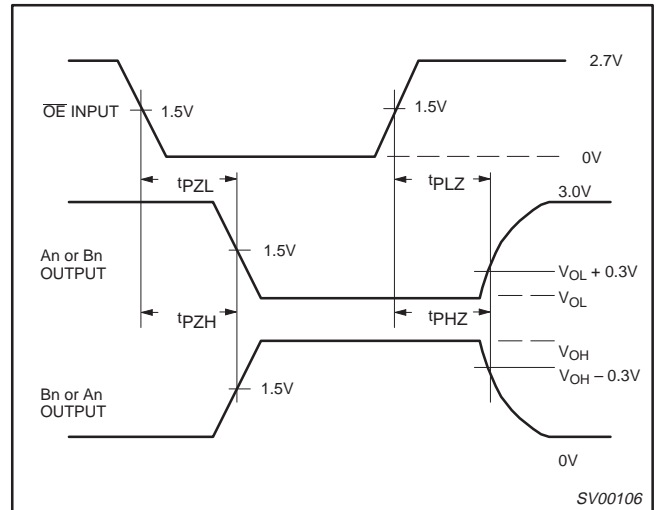 2.7V
OE INPUT
1.5V
1.5V
0V
tPZL
tPLZ
3.0V
An or Bn
OUTPUT
1.5V
VOL + 0.3V
VOL
tPZH
tPHZ
VOH
VOH – 0.3V
Bn or An
OUTPUT
1.5V
0V
SV00106